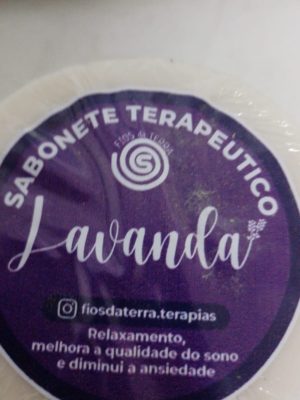 SABONETE TERAPEUTICO
FIOS da TERRA
Lavanda
fiosdaterra.terapias
Relaxamento,
melhora a qualidade do sono
e diminui a ansiedade